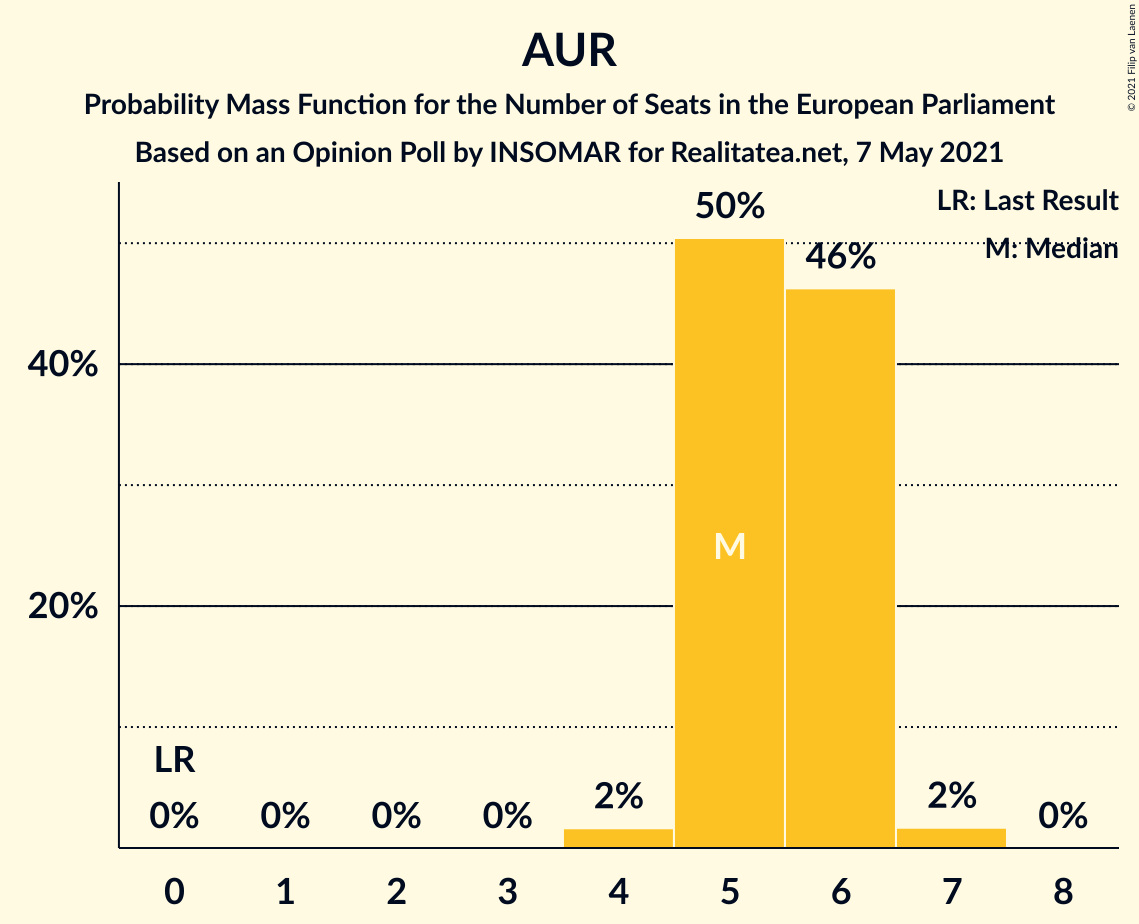 AUR
Probability Mass Function for the Number of Seats in the European Parliament
Based on an Opinion Poll by INSOMAR for Realitatea.net, 7 May 2021
© 2021 Filip van Laenen
LR: Last Result
M: Median
50%
46%
40%
M
20%
LR
0% 0% 0% 0% 2% 2% 0%
0 1 2 3 4 5 6 7 8